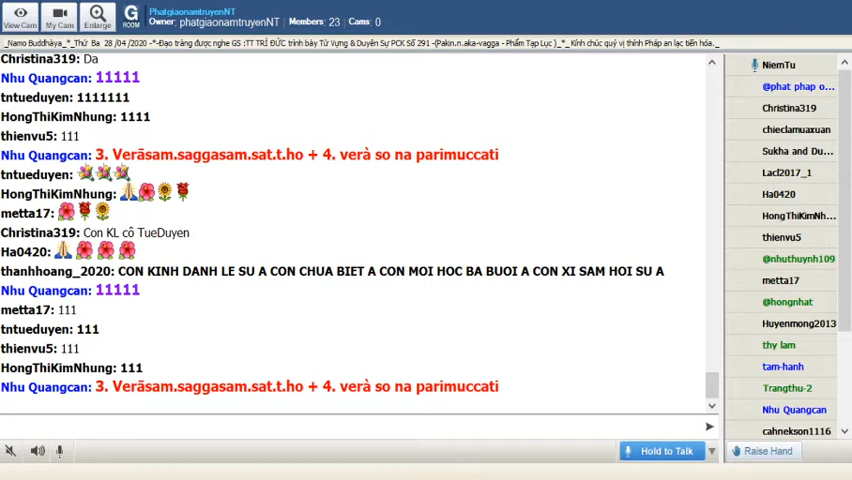 View Cam
My Cam
Enlarge
G ROOM
PhatgiaonamtruyenNT
Owner: phatgiaonamtruyenNT Members: 23 Cams: 0
_Namo Buddhàya_*_Thứ Ba 28 /04 /2020 -*-Đạo tràng được nghe GS :TT TRÍ ĐỨC trình bày Tứ Vựng & Duyên Sự PCK Số 291 -(Pakin.n.aka-vagga - Phẩm Tạp Lục )_*_ Kính chúc quý vị thính Pháp an lạc tiến hóa._
Christina319: Da
Nhu Quangcan: 11111
tntueduyen: 1111111
HongThiKimNhung: 1111
thienvu5: 111
Nhu Quangcan: 3. Verāsam.saggasam.sat.t.ho + 4. verà so na parimuccati
tntueduyen:
HongThiKimNhung:
metta17:
Christina319: Con KL cô TueDuyen
Ha0420:
thanhhoang_2020: CON KINH DANH LE SU A CON CHUA BIET A CON MOI HOC BA BUOI A CON XI SAM HOI SU A
Nhu Quangcan: 11111
metta17: 111
tntueduyen: 111
thienvu5: 111
HongThiKimNhung: 111
Nhu Quangcan: 3. Verāsam.saggasam.sat.t.ho + 4. verà so na parimuccati
NiemTu
@phat phap o...
Christina319
chieclamuaxuan
Sukha and Du...
Lacl2017_1
Ha0420
HongThiKimNh...
thienvu5
@nhuthuynh109
metta17
@hongnhat
Huyenmong2013
thy lam
tam-hanh
Trangthu-2
Nhu Quangcan
cahnekson1116
Hold to Talk
Raise Hand